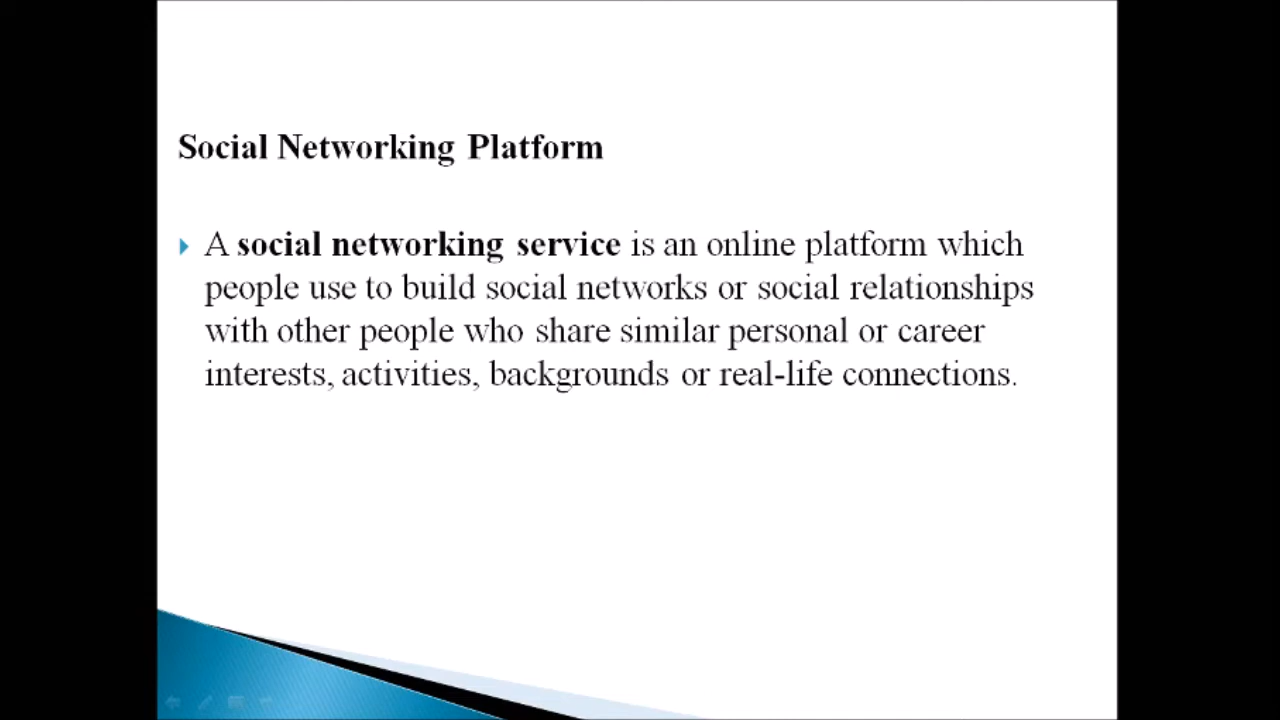 Social Networking Platform
A social networking service is an online platform which
people use to build social networks or social relationships
with other people who share similar personal or career
interests, activities, backgrounds or real-life connections.